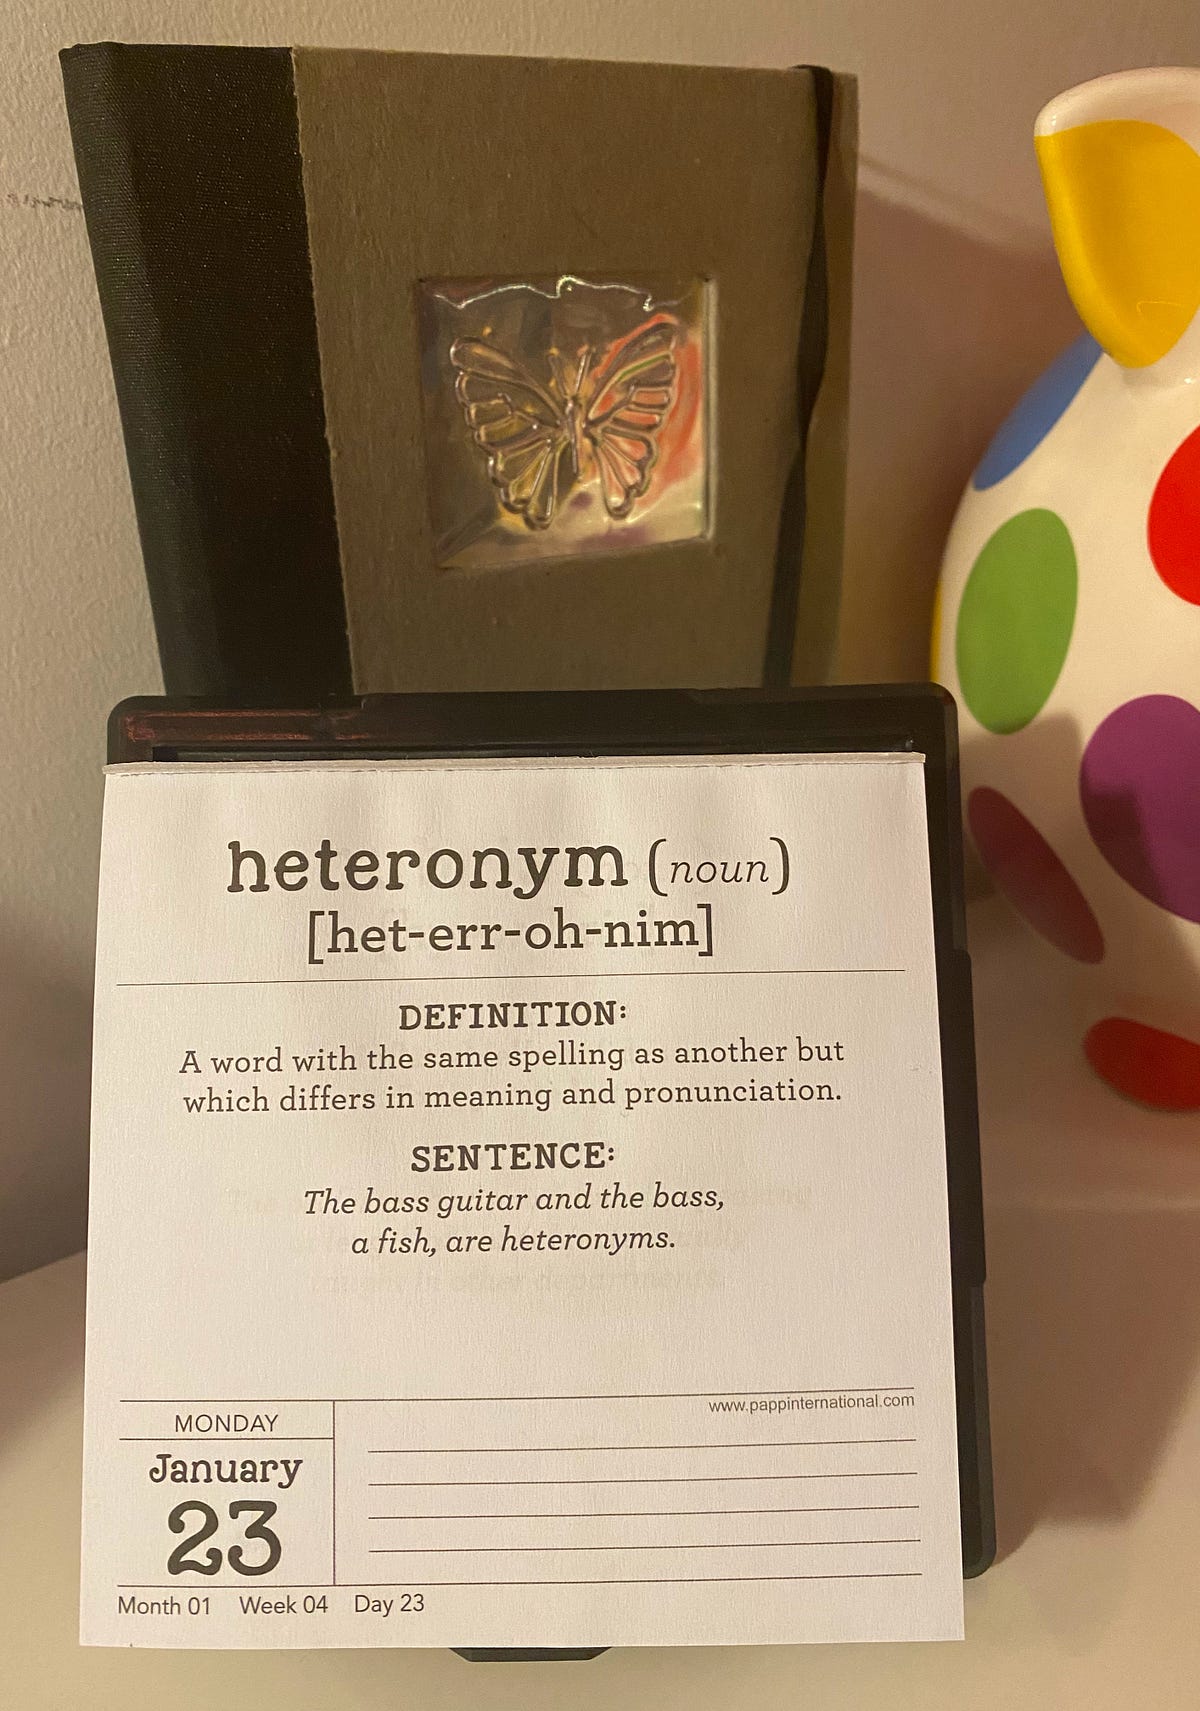 heteronym (noun)
[het-err-oh-nim]
DEFINITION:
A word with the same spelling as another but
which differs in meaning and pronunciation.
SENTENCE:
The bass guitar and the bass,
a fish, are heteronyms.
www.pappinternational.com
MONDAY
January
23
Month 01 Week 04 Day 23